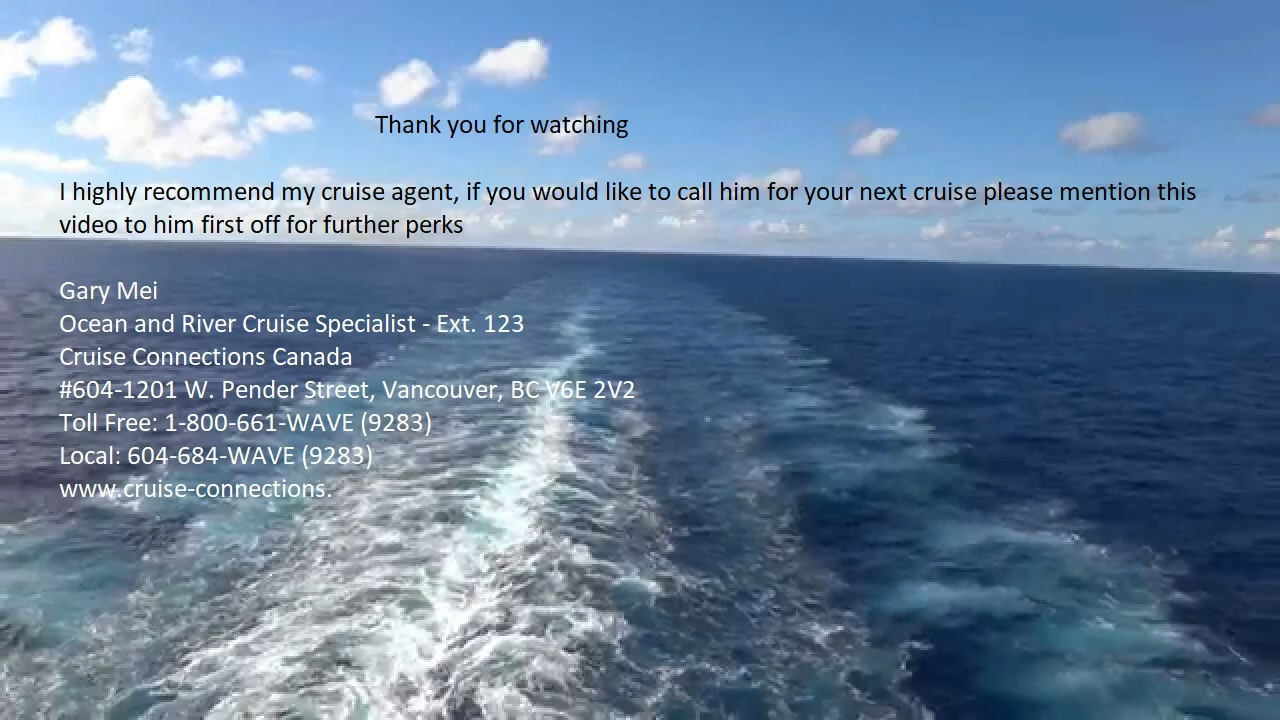 Thank you for watching
I highly recommend my cruise agent, if you would like to call him for your next cruise please mention this
video to him first off for further perks
Gary Mei
Ocean and River Cruise Specialist - Ext. 123
Cruise Connections Canada
#604-1201 W. Pender Street, Vancouver, BC V6E 2V2
Toll Free: 1-800-661-WAVE (9283)
Local: 604-684-WAVE (9283)
www.cruise-connections.